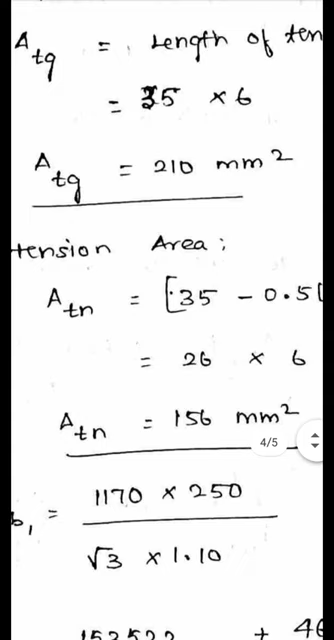 Atg = Length of ten
= 35 × 6
Atg = 210 mm²
tension Area;
Atn = [35 - 0.5(
= 26 × 6
Atn = 156 mm²
4/5
b1 = 1170 × 250
√3 × 1.10
+